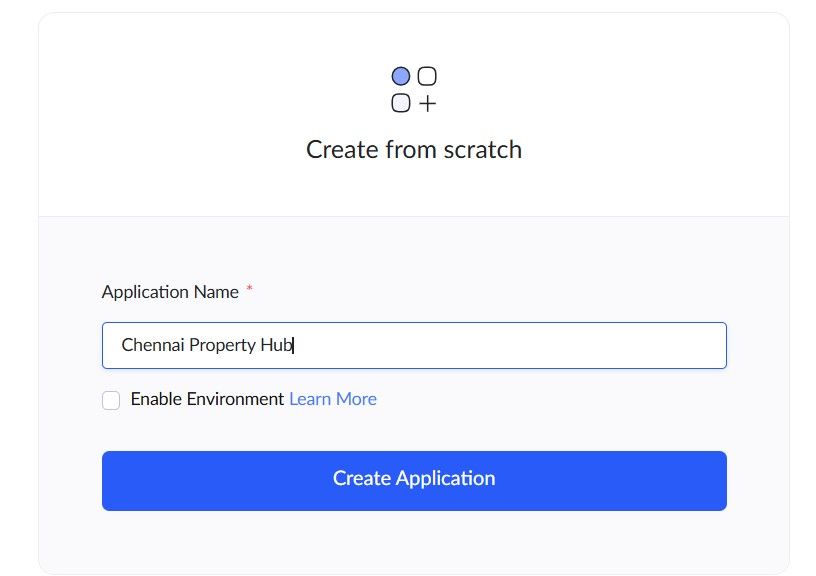 Create from scratch
Application Name *
Chennai Property Hub
Enable Environment Learn More
Create Application